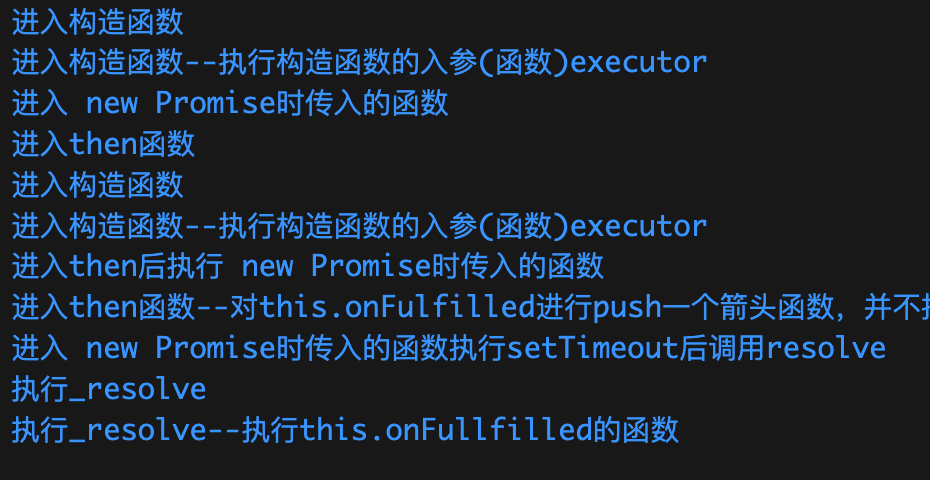 进入构造函数
进入构造函数--执行构造函数的入参(函数)executor
进入 new Promise时传入的函数
进入then函数
进入构造函数
进入构造函数--执行构造函数的入参(函数)executor
进入then后执行 new Promise时传入的函数
进入then函数--对this.onFulfilled进行push一个箭头函数，并不
进入 new Promise时传入的函数执行setTimeout后调用resolve
执行_resolve
执行_resolve--执行this.onFullfilled的函数